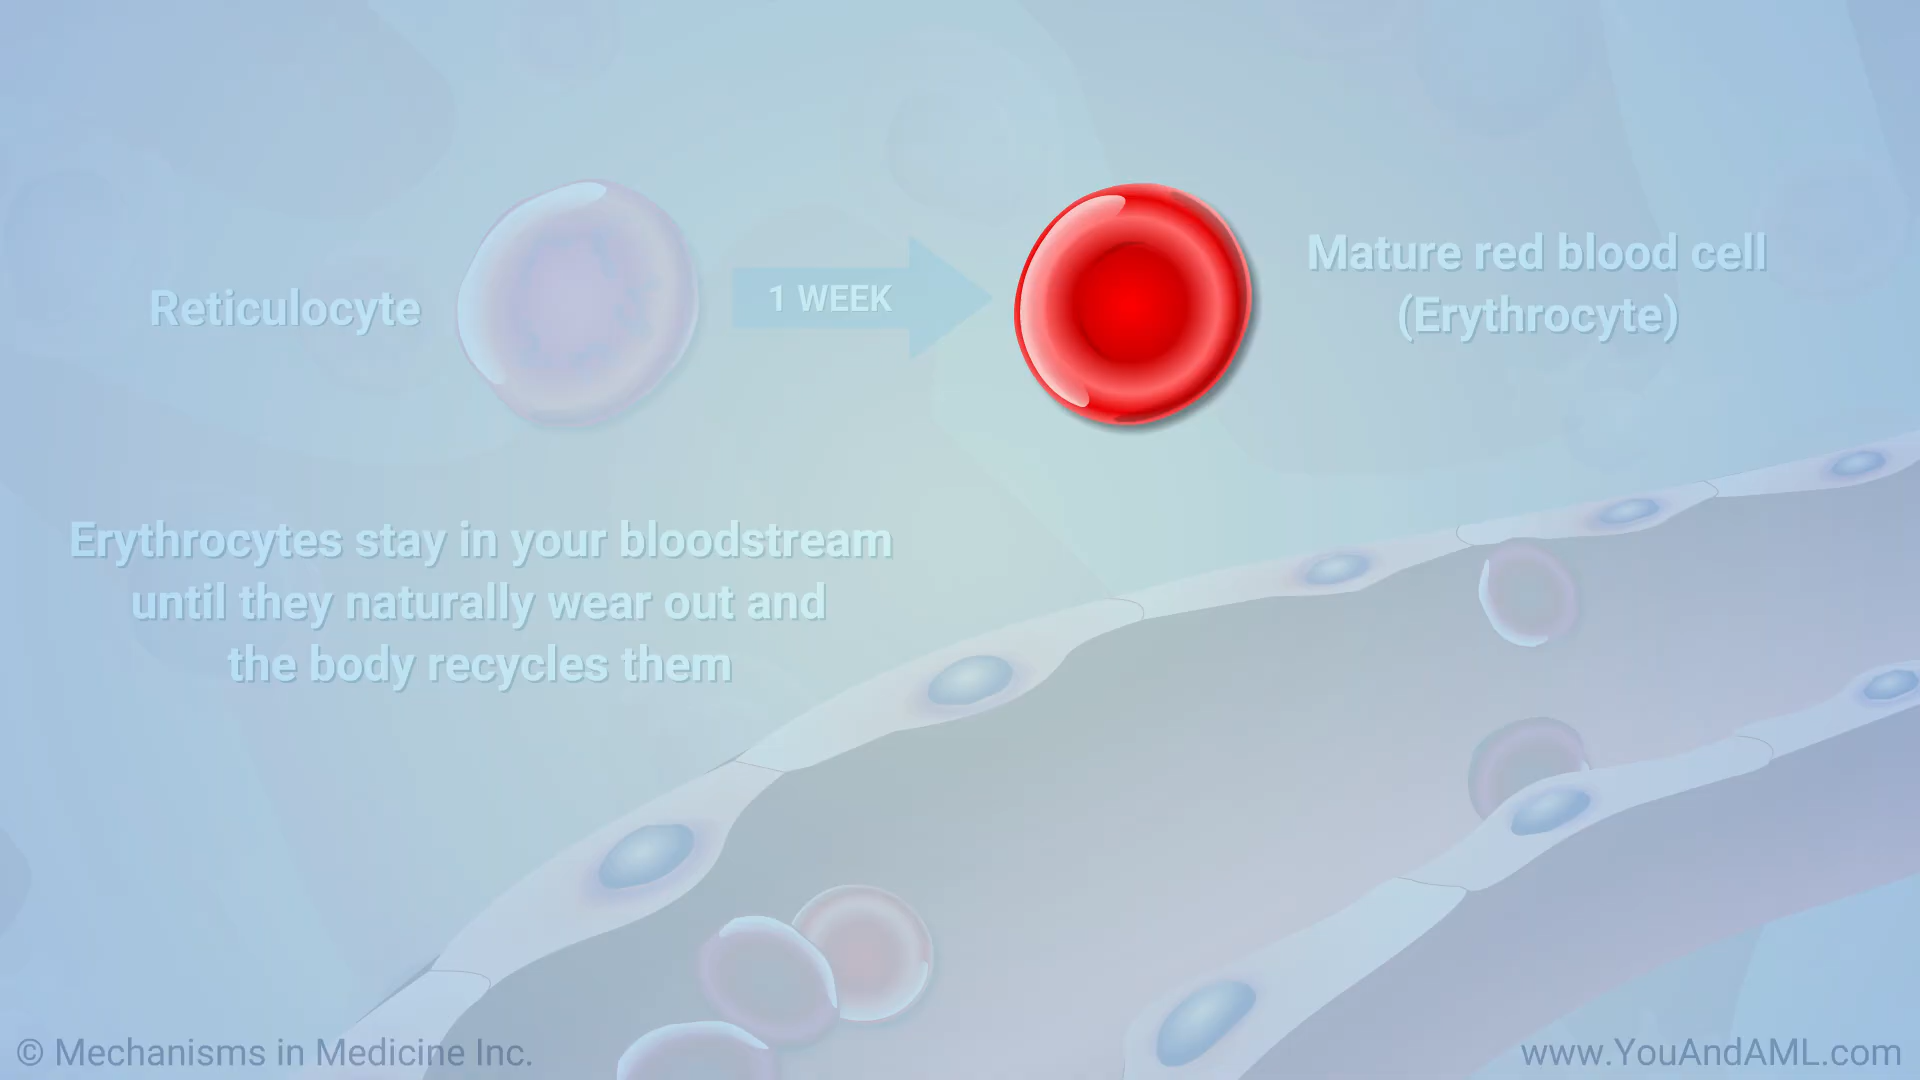 Reticulocyte
1 WEEK
Mature red blood cell
(Erythrocyte)
Erythrocytes stay in your bloodstream
until they naturally wear out and
the body recycles them
© Mechanisms in Medicine Inc.
www.YouAndAML.com